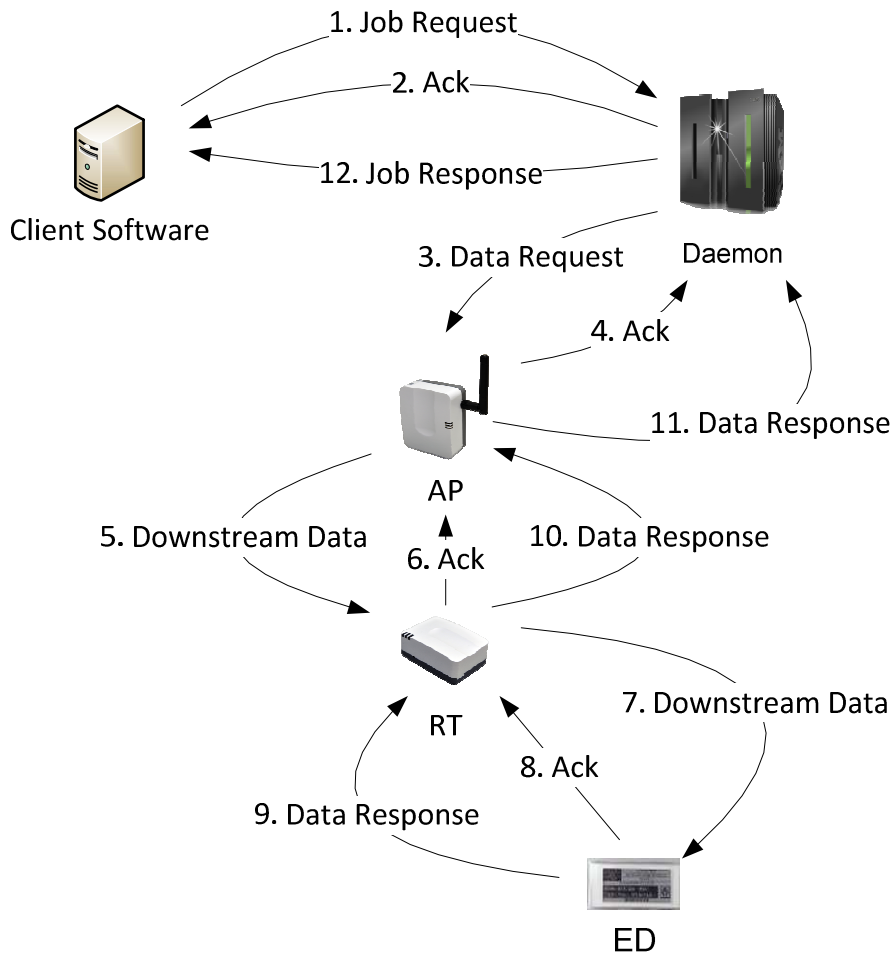 1. Job Request
2. Ack
12. Job Response
Client Software
3. Data Request
Daemon
4. Ack
11. Data Response
AP
5. Downstream Data
10. Data Response
6. Ack
7. Downstream Data
RT
8. Ack
9. Data Response
ED